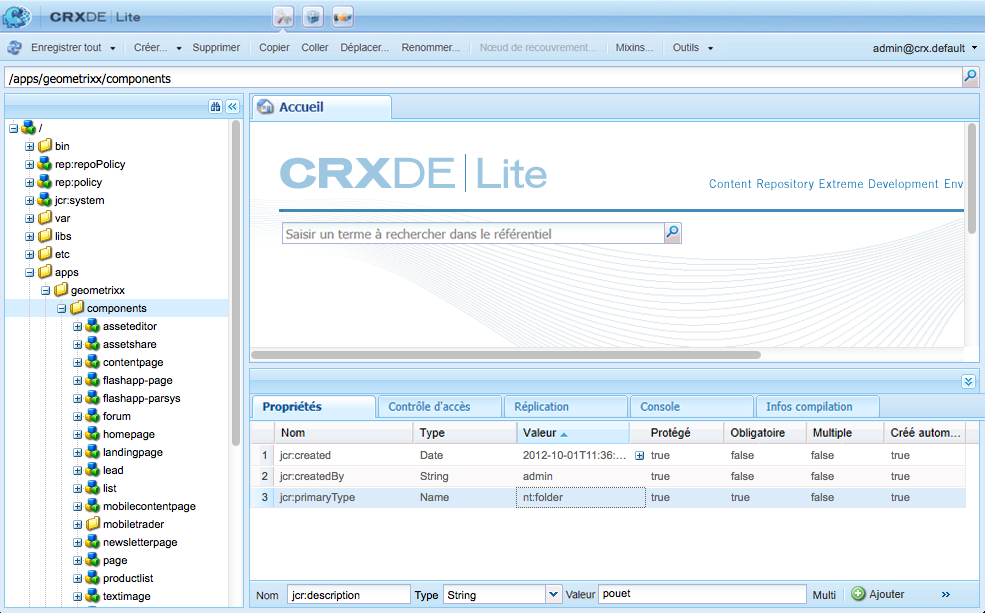 CRXDE | Lite
Enregistrer tout Créer... Supprimer Copier Coller Déplacer... Renommer... Nœud de recouvrement... Mixins... Outils admin@crx.default
/apps/geometrixx/components
/
bin
rep:repoPolicy
rep:policy
jcr:system
var
libs
etc
apps
geometrixx
components
asseteditor
assetshare
contentpage
flashapp-page
flashapp-parsys
forum
homepage
landingpage
lead
list
mobilecontentpage
mobiletrader
newsletterpage
page
productlist
textimage
Accueil
CRXDE | Lite
Content Repository Extreme Development Env
Saisir un terme à rechercher dans le référentiel
Propriétés Contrôle d'accès Réplication Console Infos compilation
Nom Type Valeur Protégé Obligatoire Multiple Créé autom...
1 jcr:created Date 2012-10-01T11:36:... true false false true
2 jcr:createdBy String admin true false false true
3 jcr:primaryType Name nt:folder true true false true
Nom jcr:description Type String Valeur pouet Multi Ajouter »